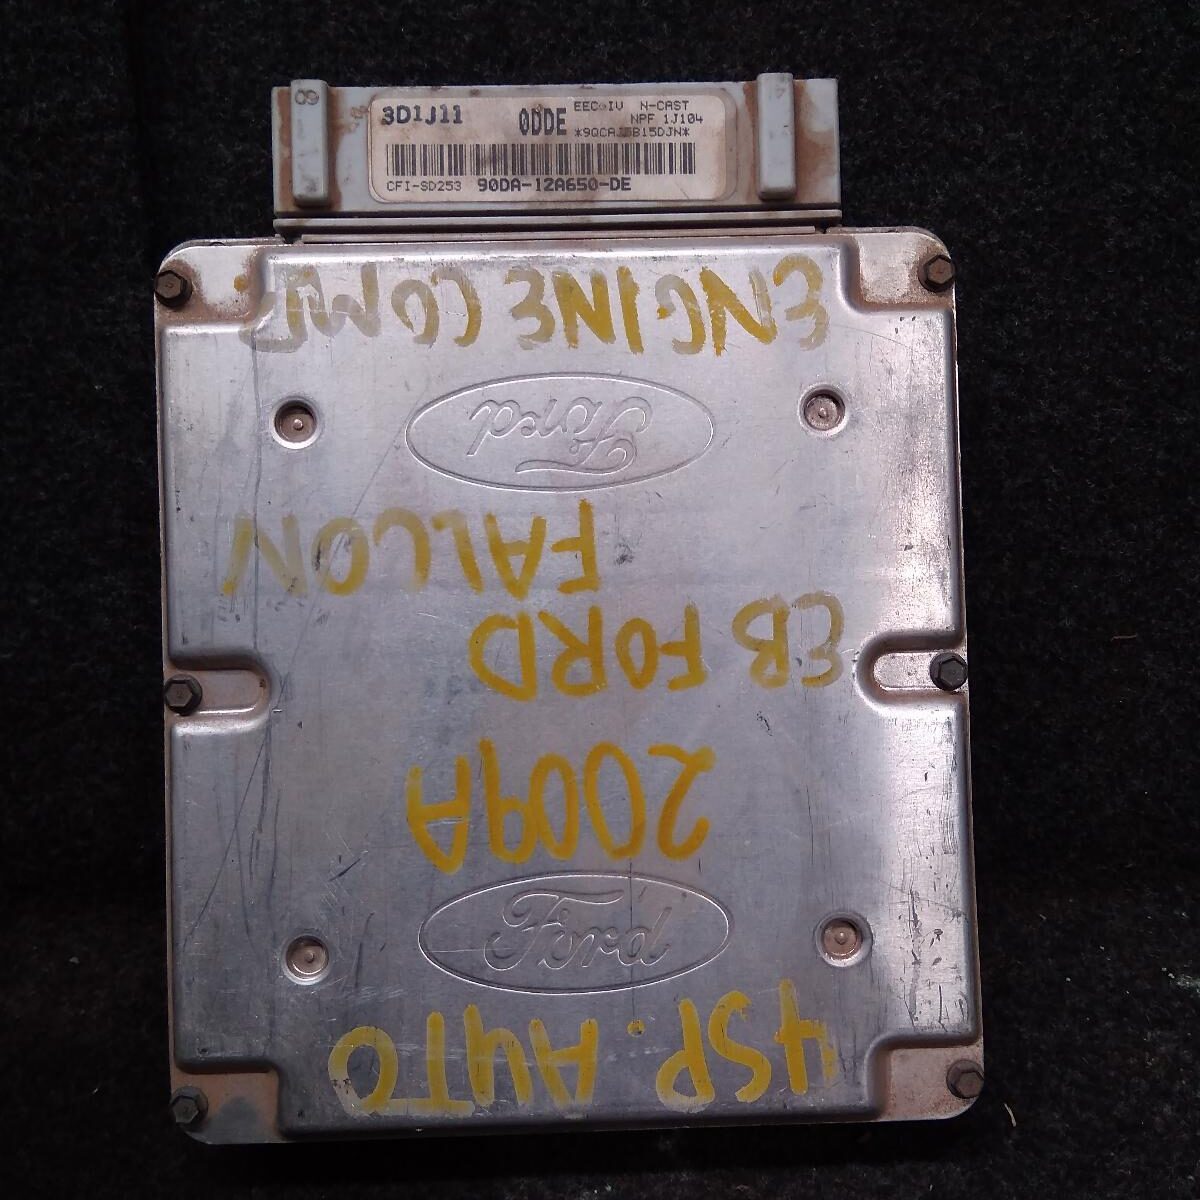 68
3D1J11
0DDE
EEC-IV N-CAST
NPF 1J104
CFI-SD253 90DA-12A650-DE
4SP. AUTO
Ford
2009A
EB FORD
FALCON
Ford
ENGINE COMP.